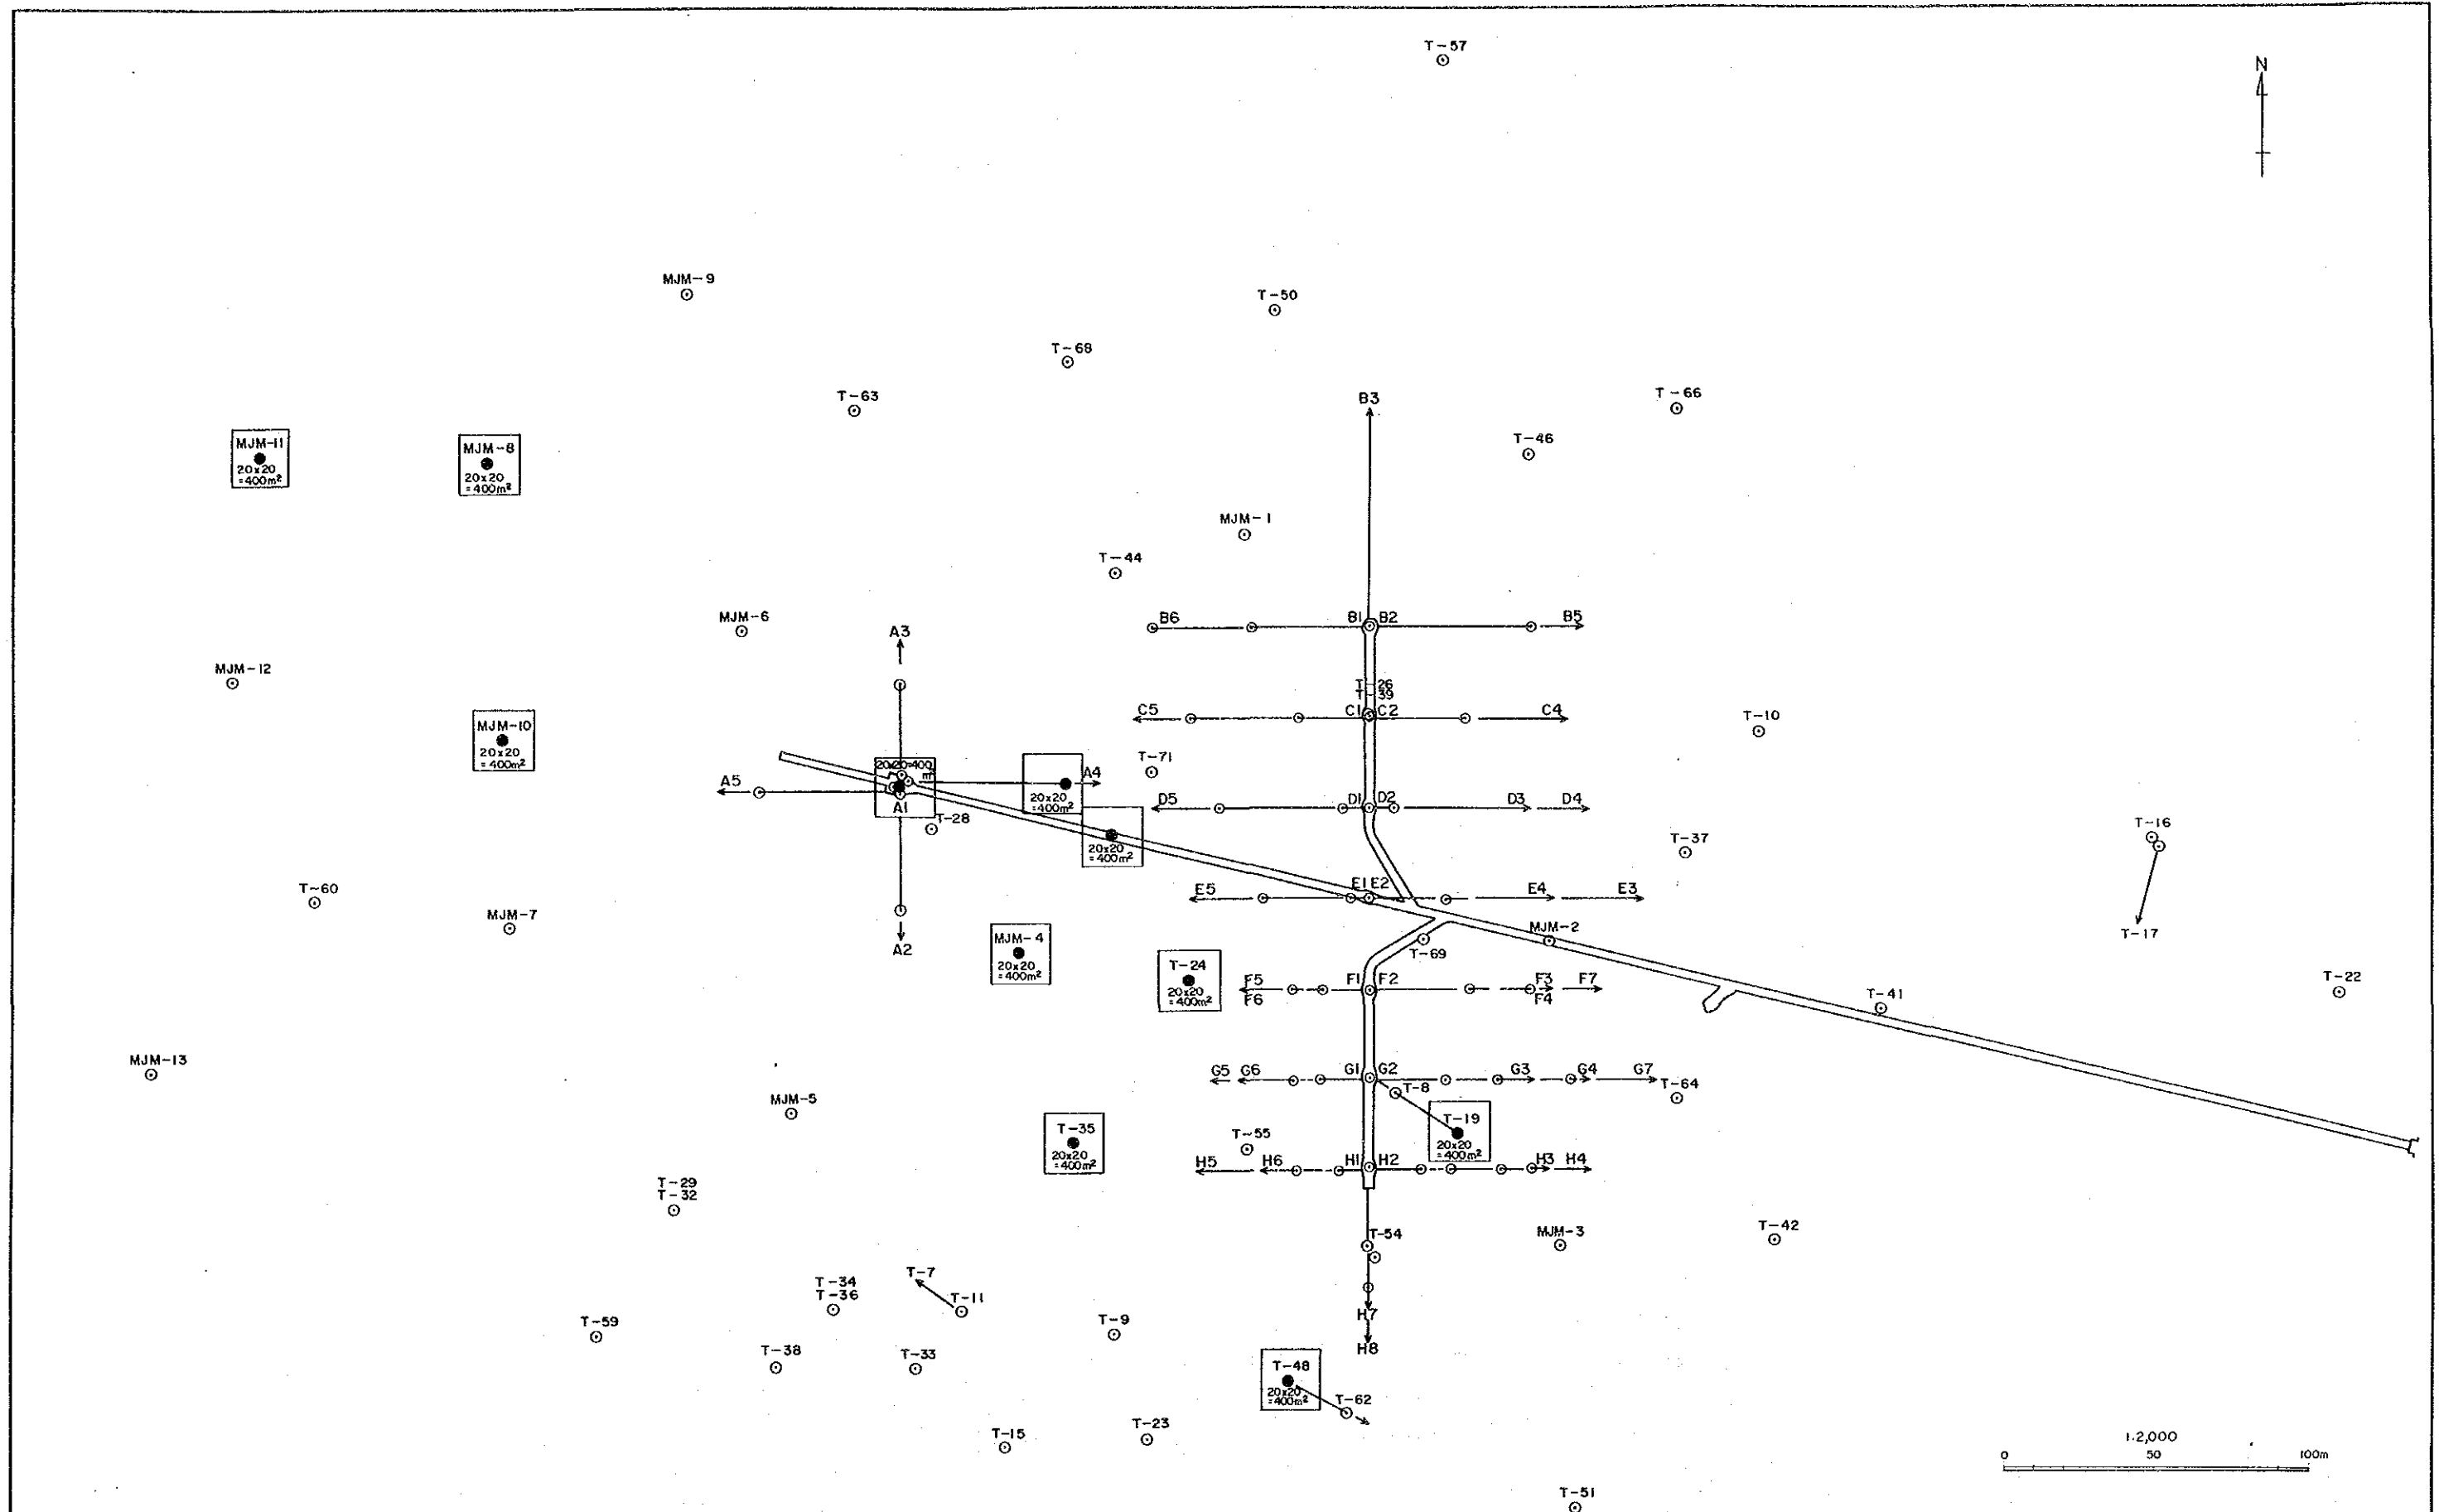 T-57
N
MJM-9
T-50
T-68
T-63
B3
T-66
T-46
MJM-11
20x20
=400m²
MJM-8
20x20
=400m²
MJM-1
T-44
MJM-6
A3
B6
B1
B2
B5
MJM-12
T-26
T-39
C5
C1
C2
C4
T-10
MJM-10
20x20
=400m²
T-71
20x20=400
m²
A5
A4
20x20
=400m²
A1
T-28
D5
D1
D2
D3
D4
T-16
T-37
20x20
=400m²
T-60
E5
E1
E2
E4
E3
MJM-7
MJM-2
T-17
A2
MJM-4
20x20
=400m²
T-69
T-24
20x20
=400m²
F5
F6
F1
F2
F3
F4
F7
T-22
T-41
MJM-13
G5
G6
G1
G2
G3
G4
G7
T-8
T-64
MJM-5
T-35
20x20
=400m²
T-19
20x20
=400m²
T-55
H5
H6
H1
H2
H3
H4
T-29
T-32
T-54
MJM-3
T-42
T-7
T-34
T-36
T-11
H7
T-59
T-9
T-38
T-33
H8
T-48
20x20
=400m²
T-62
T-15
T-23
1:2,000
0
50
100m
T-51